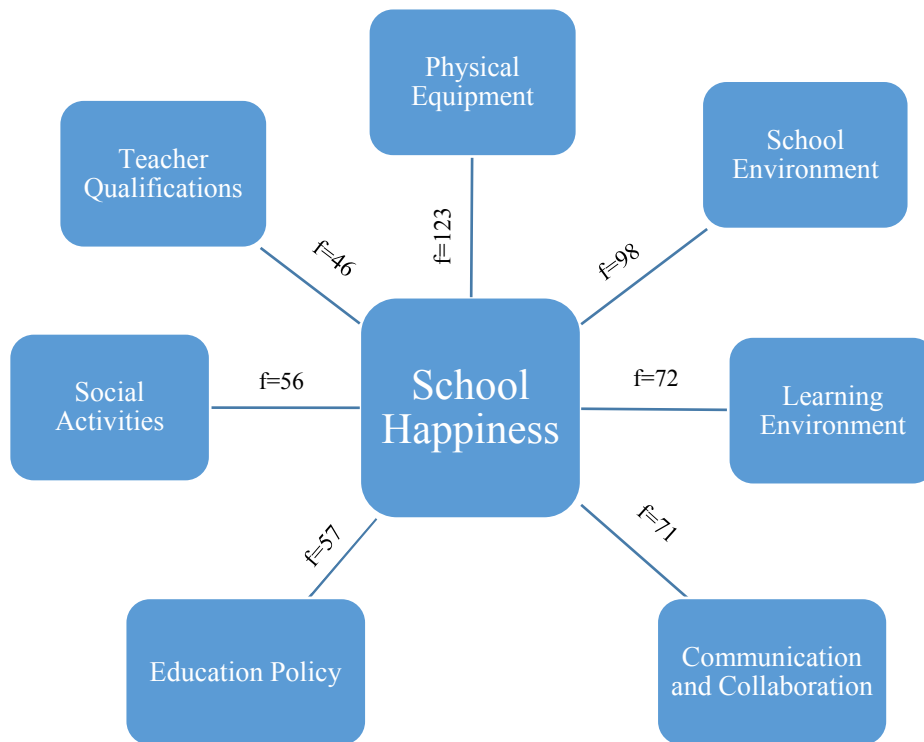 Physical
Equipment
School
Environment
Teacher
Qualifications
f=123
f=46
f=98
School
Happiness
f=56
f=72
Social
Activities
Learning
Environment
f=57
f=71
Education Policy
Communication
and Collaboration